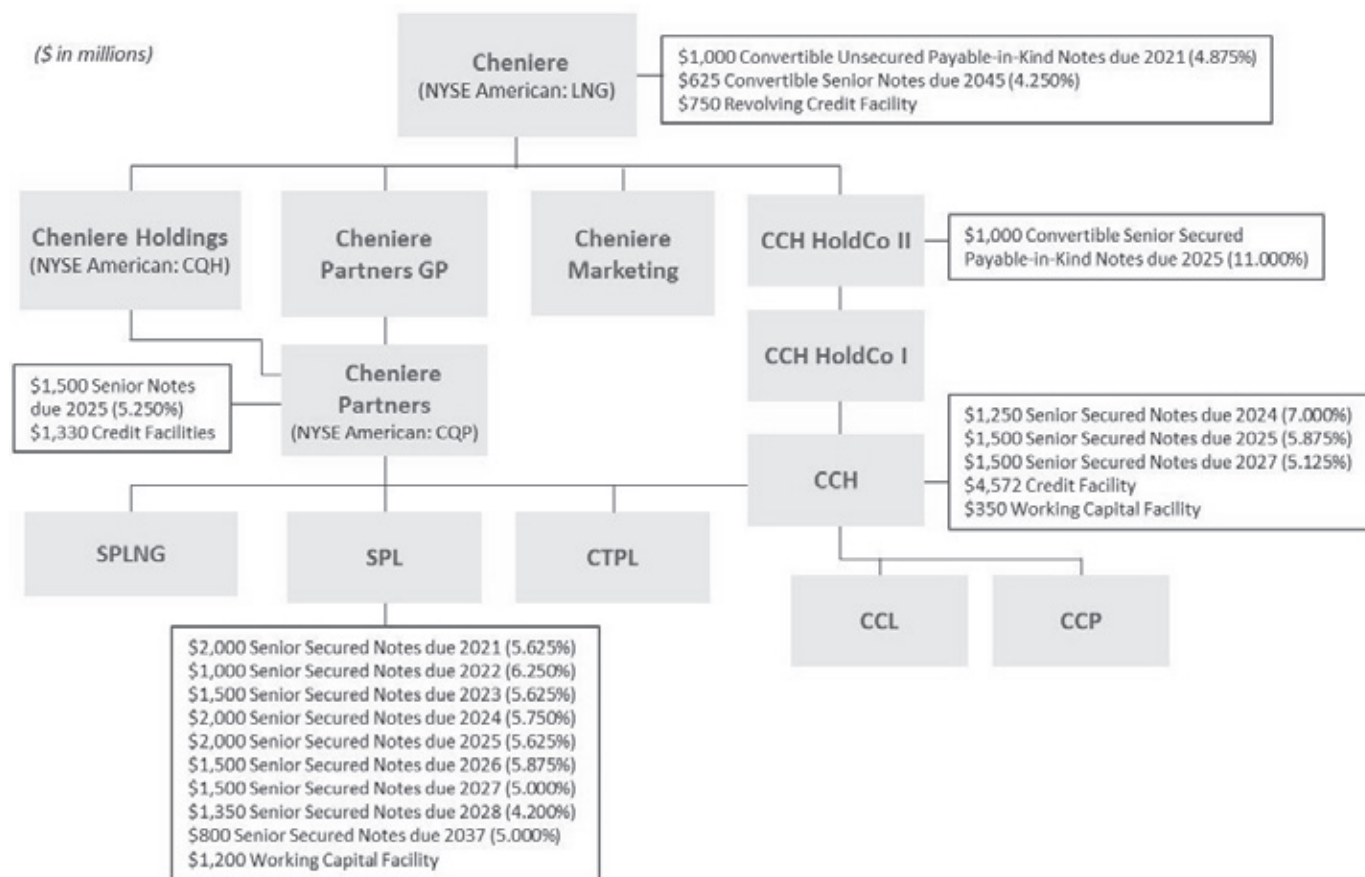 ($ in millions)
Cheniere
(NYSE American: LNG)
$1,000 Convertible Unsecured Payable-in-Kind Notes due 2021 (4.875%)
$625 Convertible Senior Notes due 2045 (4.250%)
$750 Revolving Credit Facility
Cheniere Holdings
(NYSE American: CQH)
Cheniere
Partners GP
Cheniere
Marketing
CCH HoldCo II
$1,000 Convertible Senior Secured
Payable-in-Kind Notes due 2025 (11.000%)
CCH HoldCo I
$1,500 Senior Notes
due 2025 (5.250%)
$1,330 Credit Facilities
Cheniere
Partners
(NYSE American: CQP)
CCH
$1,250 Senior Secured Notes due 2024 (7.000%)
$1,500 Senior Secured Notes due 2025 (5.875%)
$1,500 Senior Secured Notes due 2027 (5.125%)
$4,572 Credit Facility
$350 Working Capital Facility
SPLNG
SPL
CTPL
CCL
CCP
$2,000 Senior Secured Notes due 2021 (5.625%)
$1,000 Senior Secured Notes due 2022 (6.250%)
$1,500 Senior Secured Notes due 2023 (5.625%)
$2,000 Senior Secured Notes due 2024 (5.750%)
$2,000 Senior Secured Notes due 2025 (5.625%)
$1,500 Senior Secured Notes due 2026 (5.875%)
$1,500 Senior Secured Notes due 2027 (5.000%)
$1,350 Senior Secured Notes due 2028 (4.200%)
$800 Senior Secured Notes due 2037 (5.000%)
$1,200 Working Capital Facility